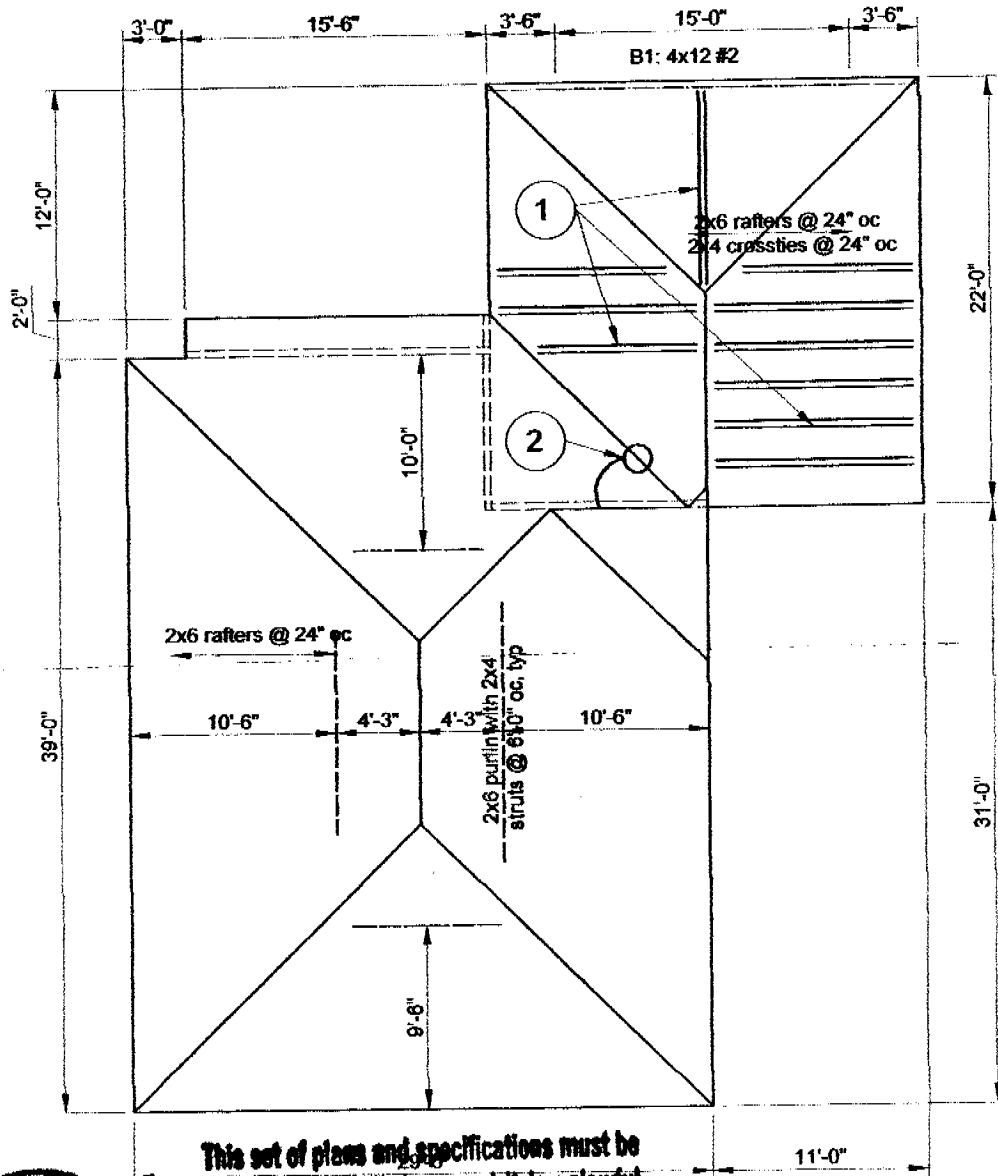 3'-0"
15'-6"
3'-6"
15'-0"
3'-6"
B1: 4x12 #2
12'-0"
1
2x6 rafters @ 24" oc
2x4 crossties @ 24" oc
22'-0"
2'-0"
10'-0"
2
2x6 rafters @ 24" oc
39'-0"
10'-6"
4'-3"
4'-3"
10'-6"
2x6 purlin with 2x4
struts @ 6'-0" oc, typ
31'-0"
9'-6"
This set of plans and specifications must be
11'-0"